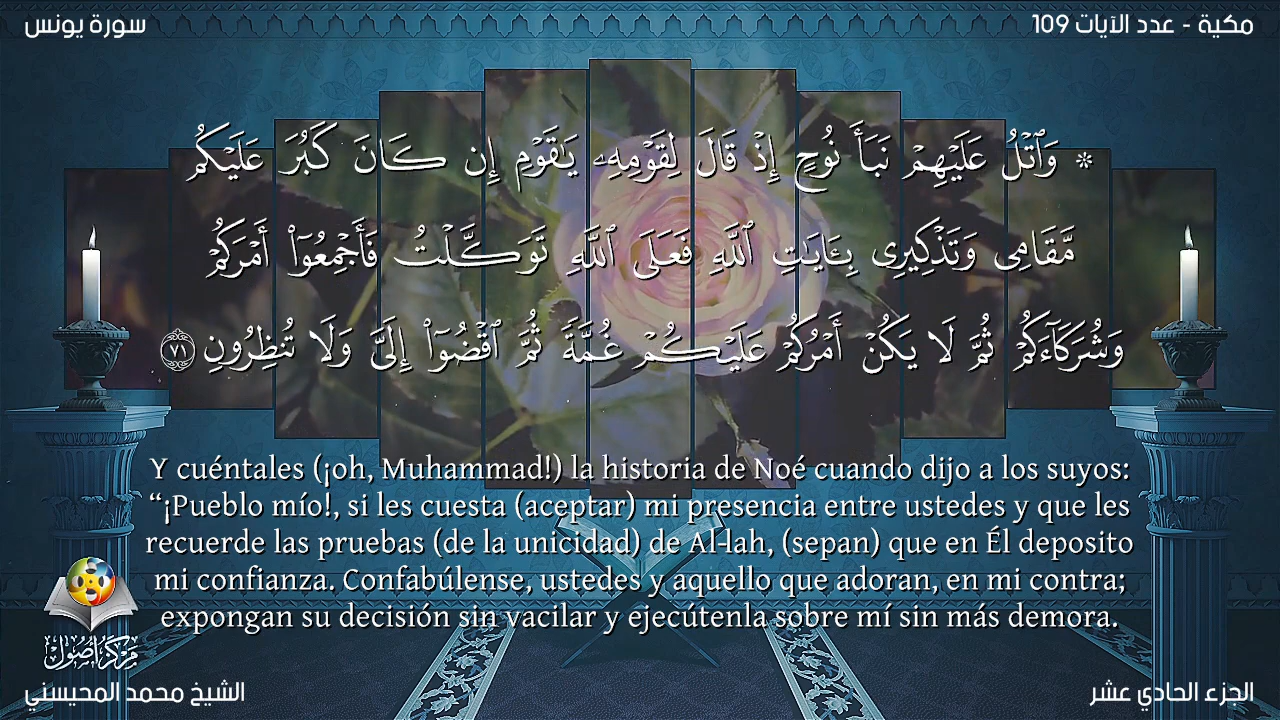 سورة يونس
مكية - عدد الآيات 109
۞ وَٱتْلُ عَلَيْهِمْ نَبَأَ نُوحٍ إِذْ قَالَ لِقَوْمِهِۦ يَـٰقَوْمِ إِن كَانَ كَبُرَ عَلَيْكُم
مَّقَامِى وَتَذْكِيرِى بِـَٔايَـٰتِ ٱللَّهِ فَعَلَى ٱللَّهِ تَوَكَّلْتُ فَأَجْمِعُوٓا۟ أَمْرَكُمْ
وَشُرَكَآءَكُمْ ثُمَّ لَا يَكُنْ أَمْرُكُمْ عَلَيْكُمْ غُمَّةً ثُمَّ ٱقْضُوٓا۟ إِلَىَّ وَلَا تُنظِرُونِ ٧١
Y cuéntales (¡oh, Muhammad!) la historia de Noé cuando dijo a los suyos:
“¡Pueblo mío!, si les cuesta (aceptar) mi presencia entre ustedes y que les
recuerde las pruebas (de la unicidad) de Al-lah, (sepan) que en Él deposito
mi confianza. Confabúlense, ustedes y aquello que adoran, en mi contra;
expongan su decisión sin vacilar y ejecútenla sobre mí sin más demora.
مركز أصول
الشيخ محمد المحيسني
الجزء الحادي عشر